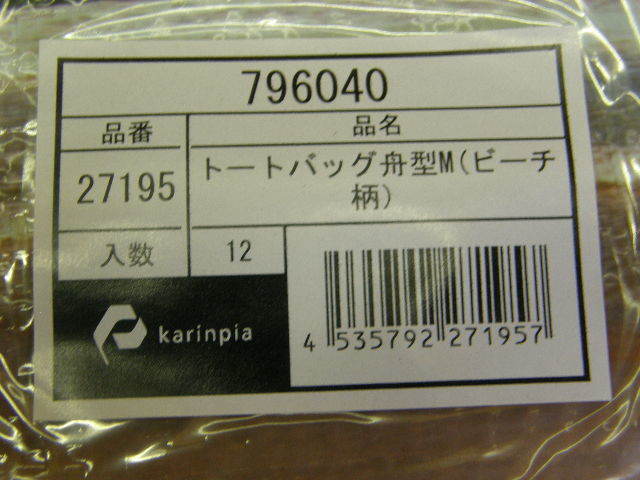 796040
品番
品名
27195
トートバッグ舟型M(ビーチ
柄)
入数
12
karinpia
4 535792 271957